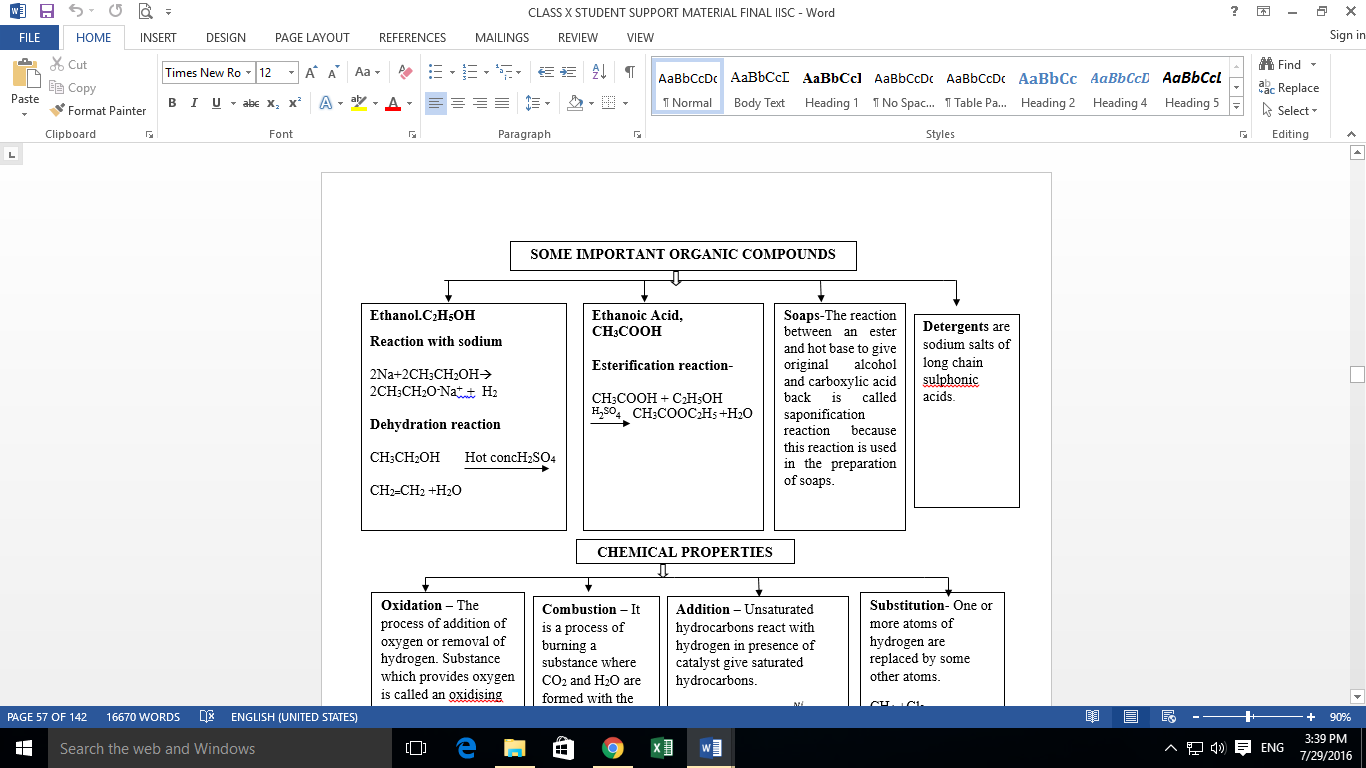 CLASS X STUDENT SUPPORT MATERIAL FINAL IISC - Word
FILE HOME INSERT DESIGN PAGE LAYOUT REFERENCES MAILINGS REVIEW VIEW Sign in
Paste
Cut
Copy
Format Painter
Clipboard
Times New Ro 12
Font
Paragraph
AaBbCcDc AaBbCcD AaBbCcI AaBbCcDc AaBbCcDc AaBbCc AaBbCcD AaBbCcL
¶ Normal Body Text Heading 1 ¶ No Spac... ¶ Table Pa... Heading 2 Heading 4 Heading 5
Styles
Find
Replace
Select
Editing
SOME IMPORTANT ORGANIC COMPOUNDS
Ethanol.C₂H₅OH
Reaction with sodium
2Na+2CH₃CH₂OH→
2CH₃CH₂O⁻Na⁺ + H₂
Dehydration reaction
CH₃CH₂OH Hot concH₂SO₄
CH₂=CH₂ +H₂O
Ethanoic Acid,
CH₃COOH
Esterification reaction-
CH₃COOH + C₂H₅OH
H₂SO₄ CH₃COOC₂H₅ +H₂O
Soaps-The reaction
between an ester
and hot base to give
original alcohol
and carboxylic acid
back is called
saponification
reaction because
this reaction is used
in the preparation
of soaps.
Detergents are
sodium salts of
long chain
sulphonic
acids.
CHEMICAL PROPERTIES
Oxidation – The
process of addition of
oxygen or removal of
hydrogen. Substance
which provides oxygen
is called an oxidising
Combustion – It
is a process of
burning a
substance where
CO₂ and H₂O are
formed with the
Addition – Unsaturated
hydrocarbons react with
hydrogen in presence of
catalyst give saturated
hydrocarbons.
Substitution- One or
more atoms of
hydrogen are
replaced by some
other atoms.
PAGE 57 OF 142 16670 WORDS ENGLISH (UNITED STATES) 90%
Search the web and Windows
ENG
3:39 PM
7/29/2016